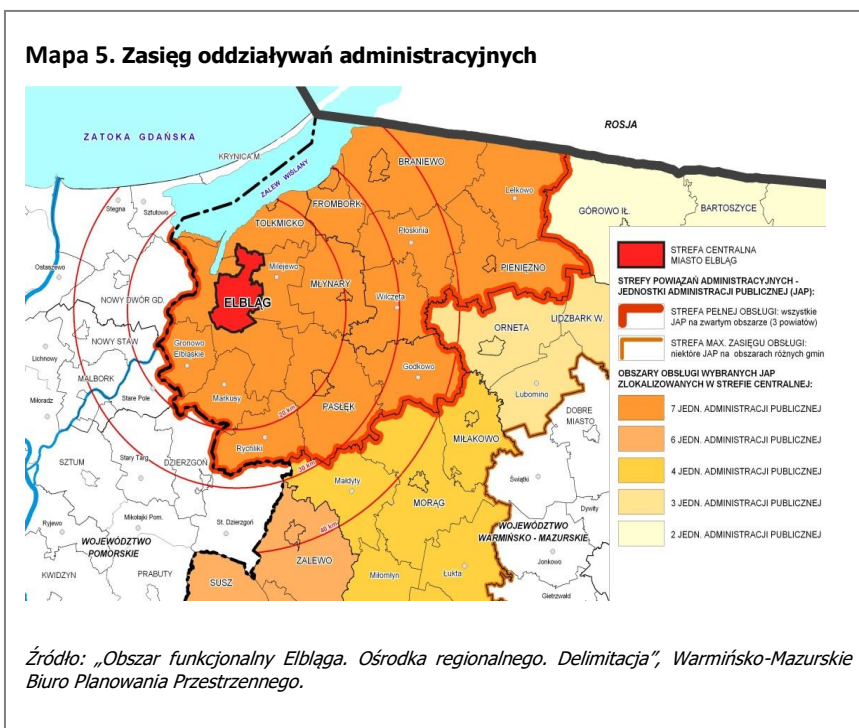 Mapa 5. Zasięg oddziaływań administracyjnych
ZATOKA GDAŃSKA
ROSJA
KRYNICA M.
ZALEW WIŚLANY
BRANIEWO
Lelkowo
FROMBORK
Stegna
Sztutowo
TOLKMICKO
Płoskinia
GÓROWO IŁ.
BARTOSZYCE
PIENIĘŻNO
Milejewo
Ostaszewo
MŁYNARY
NOWY DWÓR GD.
ELBLĄG
Wilczęta
ORNETA
LIDZBARK W.
NOWY STAW
Gronowo
Elbląskie
Lichnowy
MALBORK
Godkowo
Lubomino
Miłoradz
Stare Pole
Markusy
PASŁĘK
20 km
DOBRE
MIASTO
Rychliki
MIŁAKOWO
SZTUM
Stary Targ
DZIERZGOŃ
30 km
Małdyty
Świątki
MORĄG
Ryjewo
Mikołajki Pom.
St. Dzierzgoń
40 km
Dywity
WOJEWÓDZTWO
POMORSKIE
WOJEWÓDZTWO
WARMIŃSKO - MAZURSKIE
ZALEWO
Jonkowo
KWIDZYN
PRABUTY
SUSZ
Miłomłyn
Łukta
Gietrzwałd
STREFA CENTRALNA
MIASTO ELBLĄG
STREFY POWIĄZAŃ ADMINISTRACYJNYCH -
JEDNOSTKI ADMINISTRACJI PUBLICZNEJ (JAP):
STREFA PEŁNEJ OBSŁUGI: wszystkie
JAP na zwartym obszarze (3 powiatów)
STREFA MAX. ZASIĘGU OBSŁUGI:
niektóre JAP na obszarach różnych gmin
OBSZARY OBSŁUGI WYBRANYCH JAP
ZLOKALIZOWANYCH W STREFIE CENTRALNEJ:
7 JEDN. ADMINISTRACJI PUBLICZNEJ
6 JEDN. ADMINISTRACJI PUBLICZNEJ
4 JEDN. ADMINISTRACJI PUBLICZNEJ
3 JEDN. ADMINISTRACJI PUBLICZNEJ
2 JEDN. ADMINISTRACJI PUBLICZNEJ
Źródło: „Obszar funkcjonalny Elbląga. Ośrodka regionalnego. Delimitacja”, Warmińsko-Mazurskie
Biuro Planowania Przestrzennego.